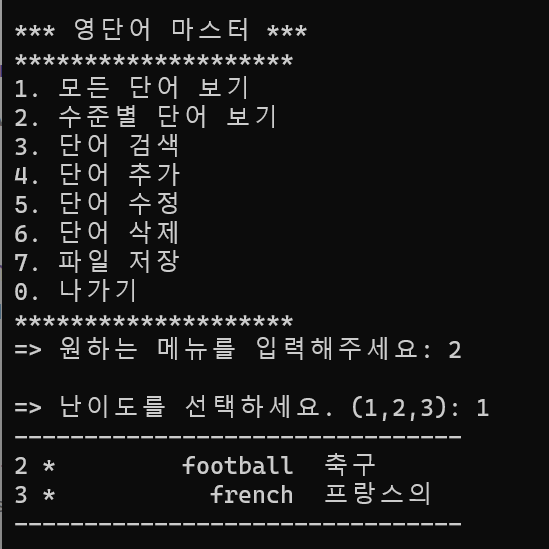 *** 영단어 마스터 ***
********************
1. 모든 단어 보기
2. 수준별 단어 보기
3. 단어 검색
4. 단어 추가
5. 단어 수정
6. 단어 삭제
7. 파일 저장
0. 나가기
********************
=> 원하는 메뉴를 입력해주세요: 2
=> 난이도를 선택하세요. (1,2,3): 1
--------------------------------
2 * football 축구
3 * french 프랑스의
--------------------------------